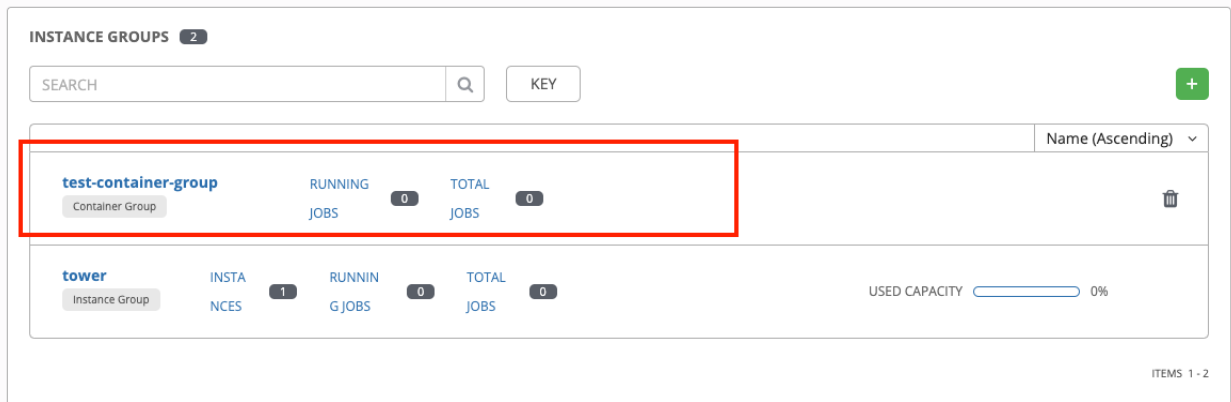 INSTANCE GROUPS 2
SEARCH KEY +
Name (Ascending)
test-container-group
Container Group
RUNNING
JOBS
0
TOTAL
JOBS
0
tower
Instance Group
INSTA
NCES
1
RUNNIN
G JOBS
0
TOTAL
JOBS
0
USED CAPACITY 0%
ITEMS 1 - 2